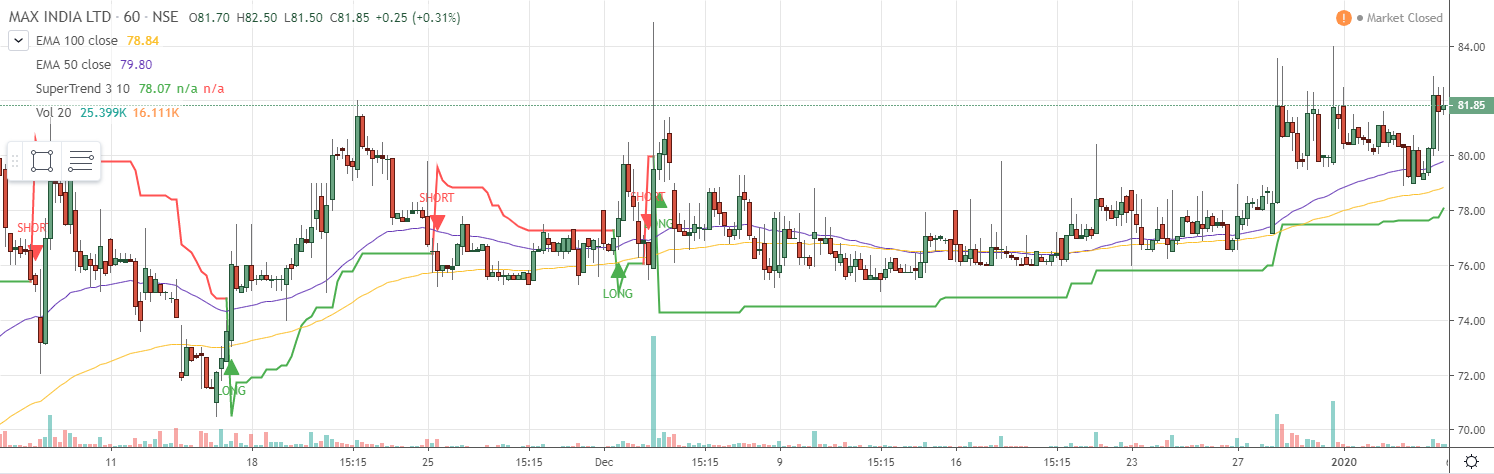 MAX INDIA LTD · 60 · NSE O81.70 H82.50 L81.50 C81.85 +0.25 (+0.31%)
Market Closed
EMA 100 close 78.84
EMA 50 close 79.80
SuperTrend 3 10 78.07 n/a n/a
Vol 20 25.399K 16.111K
84.00
81.85
80.00
78.00
76.00
74.00
72.00
70.00
SHORT
SHORT
SHORT
LONG
LONG
LONG
11 18 15:15 25 15:15 Dec 15:15 9 15:15 16 15:15 23 27 2020 6